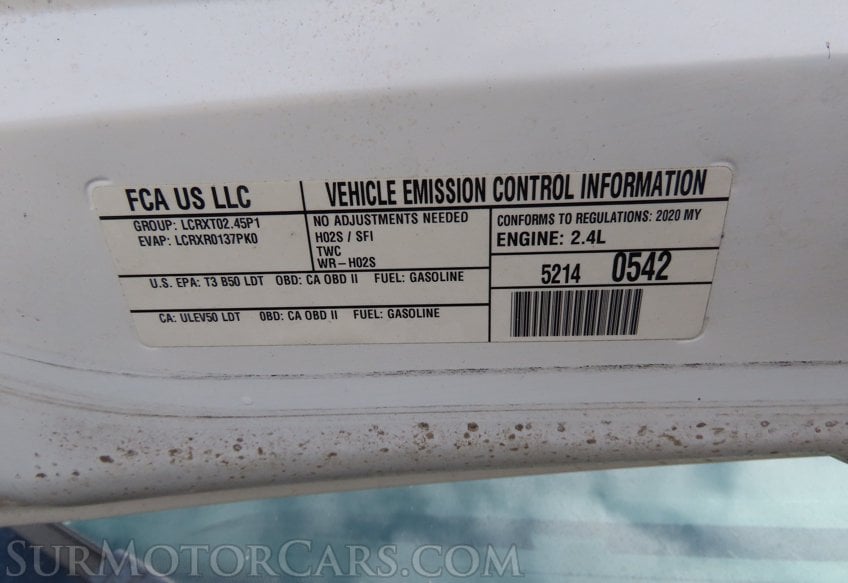 FCA US LLC
VEHICLE EMISSION CONTROL INFORMATION
GROUP: LCRXT02.45P1
EVAP: LCRXR0137PK0
NO ADJUSTMENTS NEEDED
H02S / SFI
TWC
WR-H02S
CONFORMS TO REGULATIONS: 2020 MY
ENGINE: 2.4L
U.S. EPA: T3 B50 LDT OBD: CA OBD II FUEL: GASOLINE
5214 0542
CA: ULEV50 LDT OBD: CA OBD II FUEL: GASOLINE
SURMOTORCARS.COM